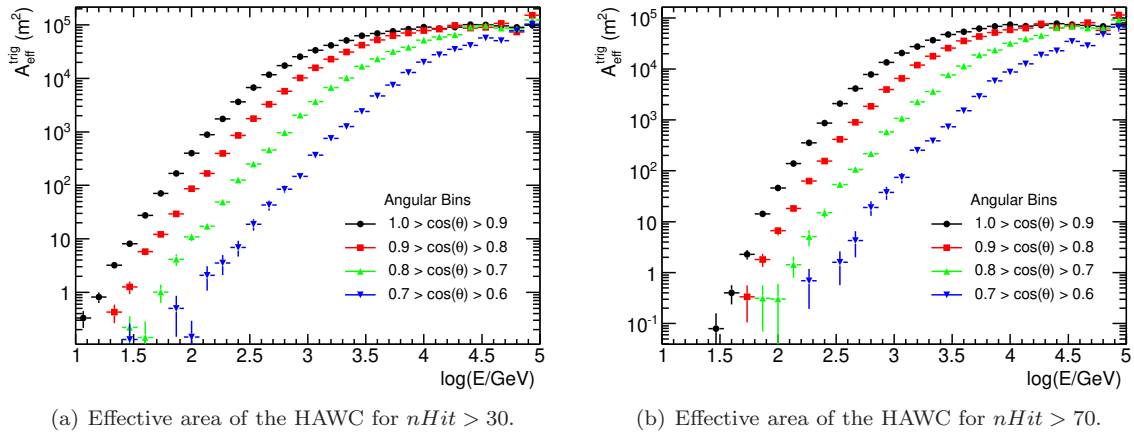 A_eff^trig (m²)
10⁵
10⁴
10³
10²
10
1
Angular Bins
1.0 > cos(θ) > 0.9
0.9 > cos(θ) > 0.8
0.8 > cos(θ) > 0.7
0.7 > cos(θ) > 0.6
1 1.5 2 2.5 3 3.5 4 4.5 5
log(E/GeV)
(a) Effective area of the HAWC for nHit > 30.
A_eff^trig (m²)
10⁵
10⁴
10³
10²
10
1
10⁻¹
Angular Bins
1.0 > cos(θ) > 0.9
0.9 > cos(θ) > 0.8
0.8 > cos(θ) > 0.7
0.7 > cos(θ) > 0.6
1 1.5 2 2.5 3 3.5 4 4.5 5
log(E/GeV)
(b) Effective area of the HAWC for nHit > 70.